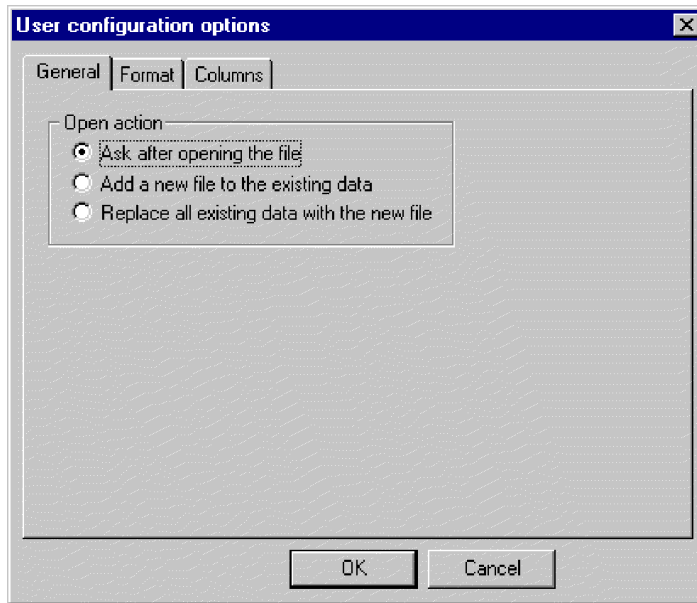 User configuration options
General Format Columns
Open action
Ask after opening the file
Add a new file to the existing data
Replace all existing data with the new file
OK Cancel